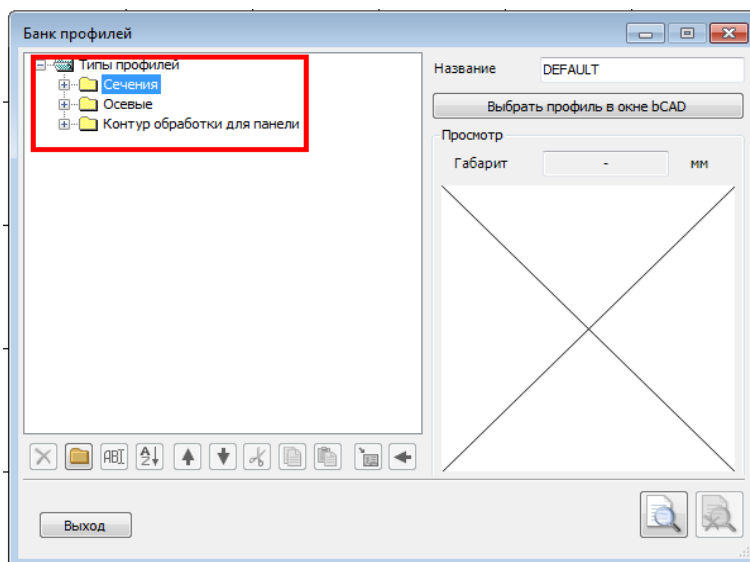 Банк профилей
Типы профилей
Сечения
Осевые
Контур обработки для панели
Название DEFAULT
Выбрать профиль в окне bCAD
Просмотр
Габарит - мм
ABI A Z
Выход